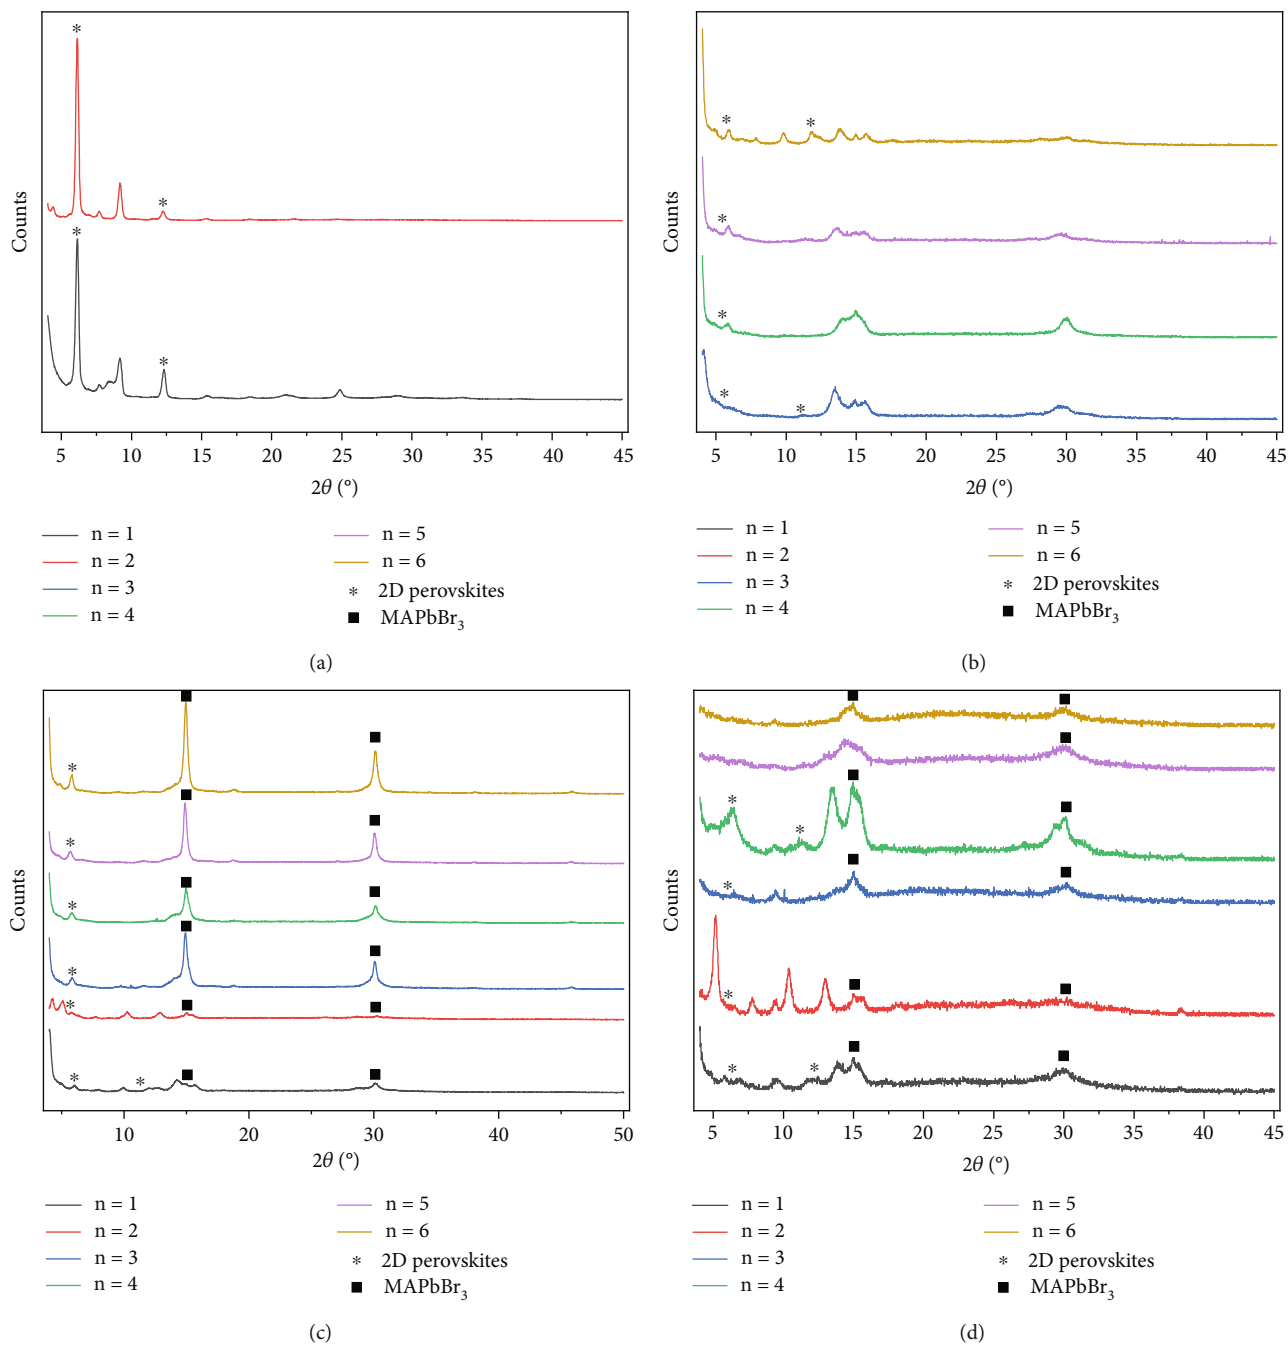 *
*
*
*
Counts
5 10 15 20 25 30 35 40 45
2θ (°)
n = 1
n = 2
n = 3
n = 4
n = 5
n = 6
* 2D perovskites
■ MAPbBr₃
(a)
* *
*
*
* *
Counts
5 10 15 20 25 30 35 40 45
2θ (°)
n = 1
n = 2
n = 3
n = 4
n = 5
n = 6
* 2D perovskites
■ MAPbBr₃
(b)
*
*
*
*
*
* *
Counts
10 20 30 40 50
2θ (°)
n = 1
n = 2
n = 3
n = 4
n = 5
n = 6
* 2D perovskites
■ MAPbBr₃
(c)
*
*
*
*
* *
Counts
5 10 15 20 25 30 35 40 45
2θ (°)
n = 1
n = 2
n = 3
n = 4
n = 5
n = 6
* 2D perovskites
■ MAPbBr₃
(d)